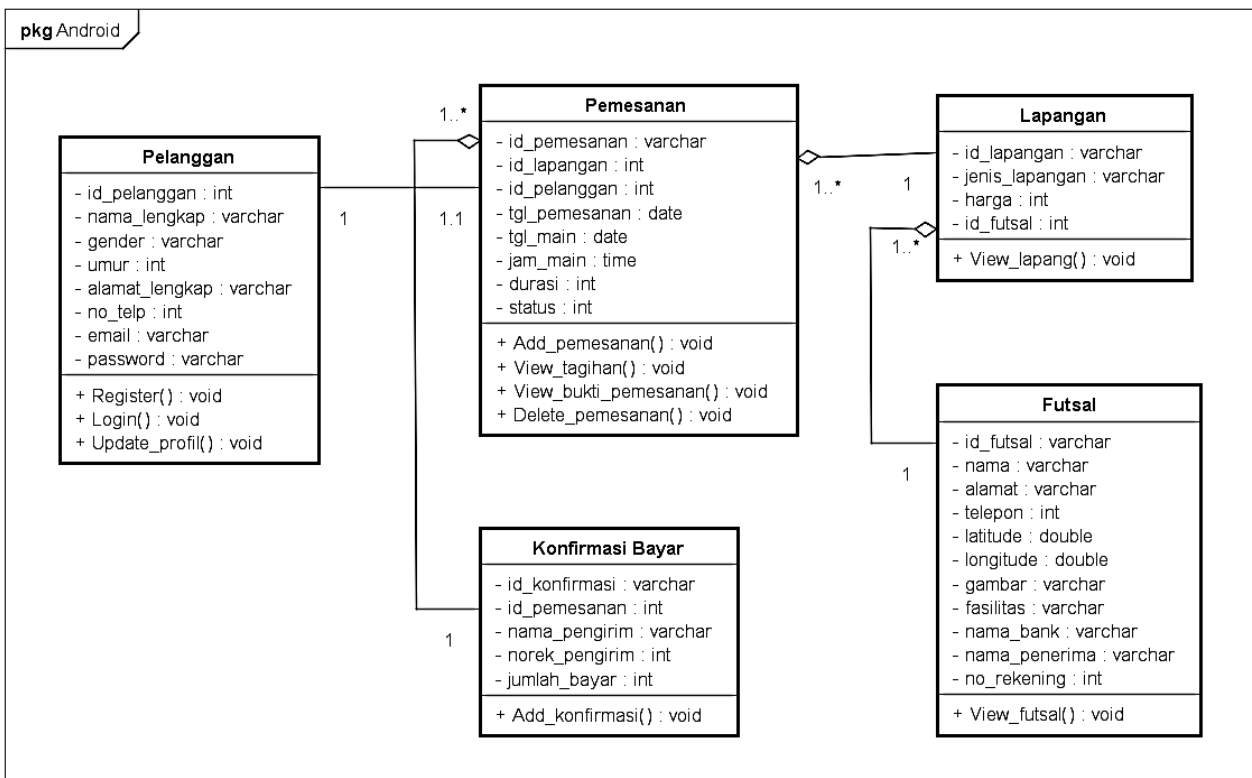 pkg Android
Pelanggan
- id_pelanggan : int
- nama_lengkap : varchar
- gender : varchar
- umur : int
- alamat_lengkap : varchar
- no_telp : int
- email : varchar
- password : varchar
+ Register() : void
+ Login() : void
+ Update_profil() : void
1
1.1
1..*
Pemesanan
- id_pemesanan : varchar
- id_lapangan : int
- id_pelanggan : int
- tgl_pemesanan : date
- tgl_main : date
- jam_main : time
- durasi : int
- status : int
+ Add_pemesanan() : void
+ View_tagihan() : void
+ View_bukti_pemesanan() : void
+ Delete_pemesanan() : void
1..*
1
Lapangan
- id_lapangan : varchar
- jenis_lapangan : varchar
- harga : int
- id_futsal : int
+ View_lapang() : void
1..*
1
Konfirmasi Bayar
- id_konfirmasi : varchar
- id_pemesanan : int
- nama_pengirim : varchar
- norek_pengirim : int
- jumlah_bayar : int
+ Add_konfirmasi() : void
1
Futsal
- id_futsal : varchar
- nama : varchar
- alamat : varchar
- telepon : int
- latitude : double
- longitude : double
- gambar : varchar
- fasilitas : varchar
- nama_bank : varchar
- nama_penerima : varchar
- no_rekening : int
+ View_futsal() : void